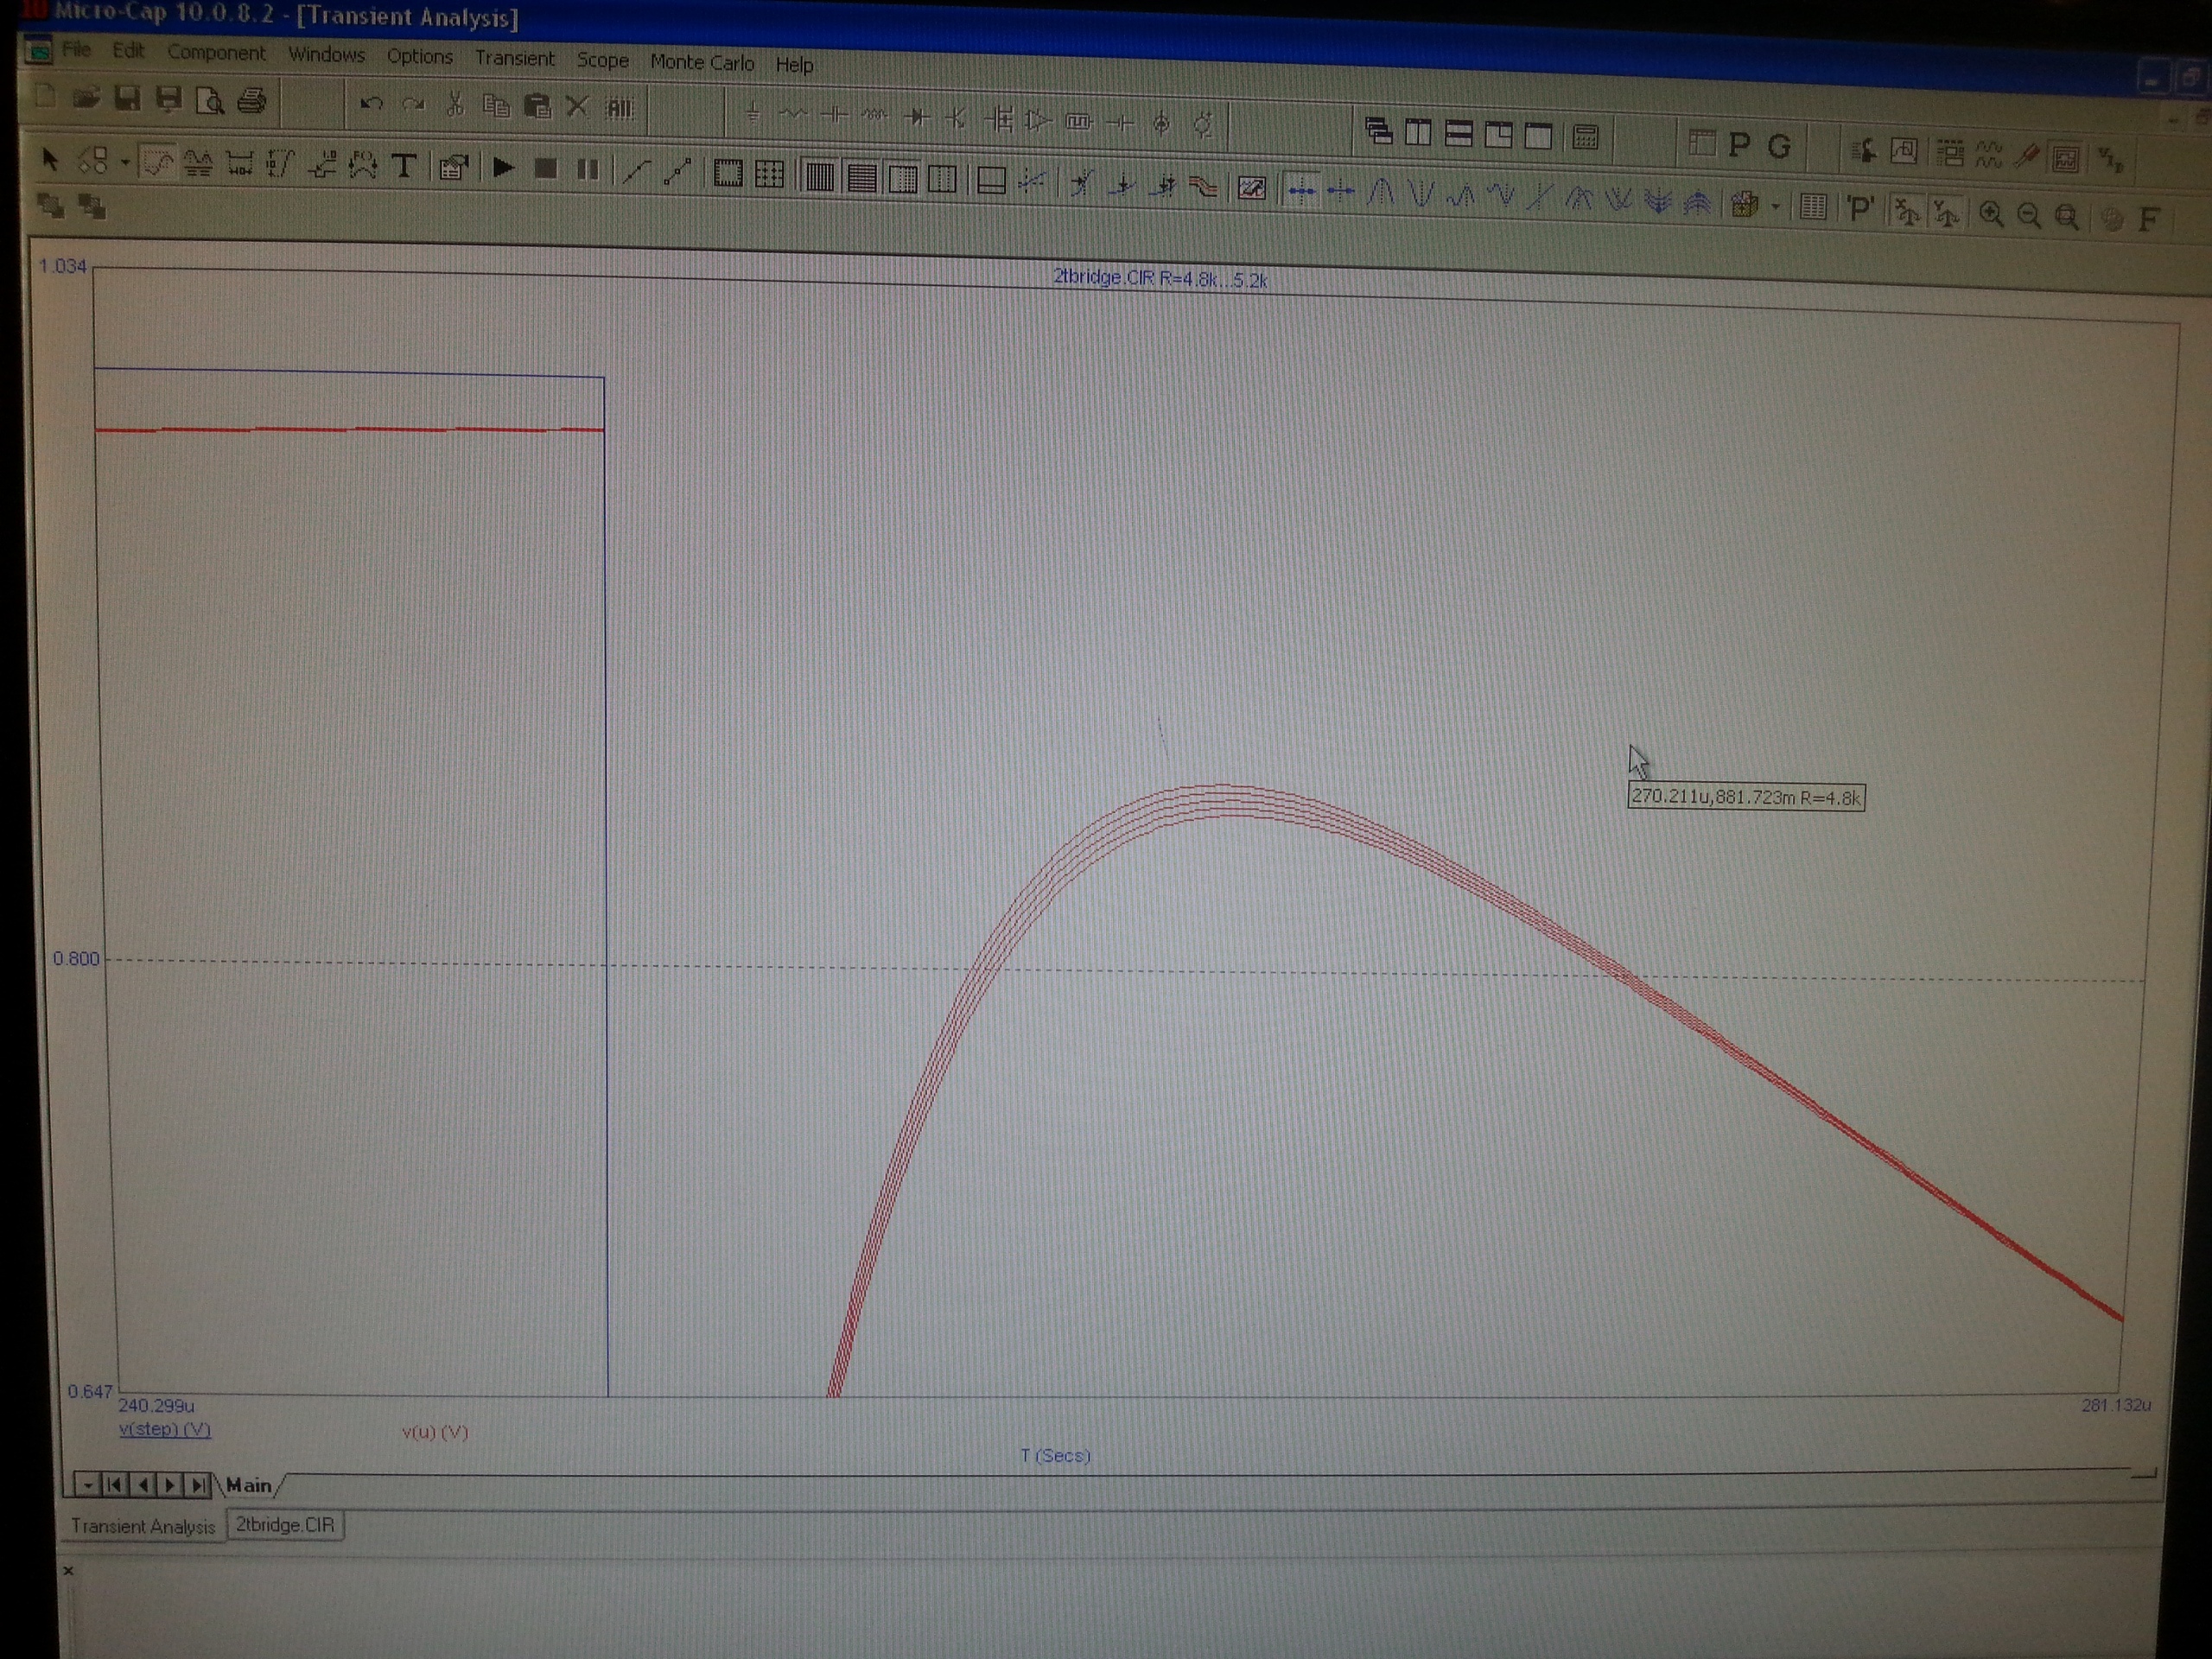 Micro-Cap 10.0.8.2 - [Transient Analysis]
File Edit Component Windows Options Transient Scope Monte Carlo Help
All P G
T 'P' F
1.034
2tbridge.CIR R=4.8k...5.2k
270.211u,881.723m R=4.8k
0.800
0.647
240.299u 281.132u
v(step) (V) v(u) (V)
T (Secs)
Main
Transient Analysis 2tbridge.CIR